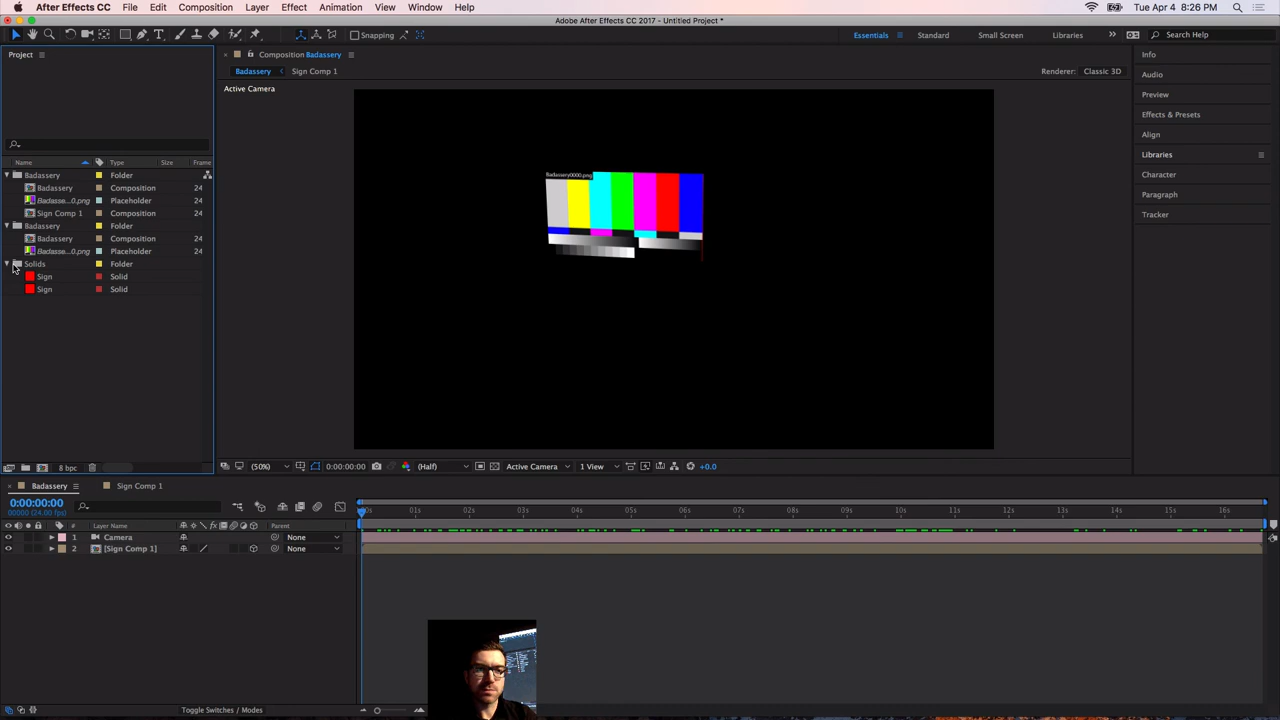 After Effects CC File Edit Composition Layer Effect Animation View Window Help Tue Apr 4 8:26 PM
Adobe After Effects CC 2017 - Untitled Project *
Snapping Essentials Standard Small Screen Libraries Search Help
Project
Composition Badassery
Badassery Sign Comp 1 Renderer: Classic 3D
Active Camera
Badassery0000.png
Name Type Size Frame
Badassery Folder
Badassery Composition 24
Badasse...0.png Placeholder 24
Sign Comp 1 Composition 24
Badassery Folder
Badassery Composition 24
Badasse...0.png Placeholder 24
Solids Folder
Sign Solid
Sign Solid
Info
Audio
Preview
Effects & Presets
Align
Libraries
Character
Paragraph
Tracker
8 bpc
(50%) 0:00:00:00 (Half) Active Camera 1 View +0.0
Badassery Sign Comp 1
0:00:00:00
00000 (24.00 fps)
:00s 01s 02s 03s 04s 05s 06s 07s 08s 09s 10s 11s 12s 13s 14s 15s 16s
# Layer Name Parent
1 Camera None
2 [Sign Comp 1] None
Toggle Switches / Modes